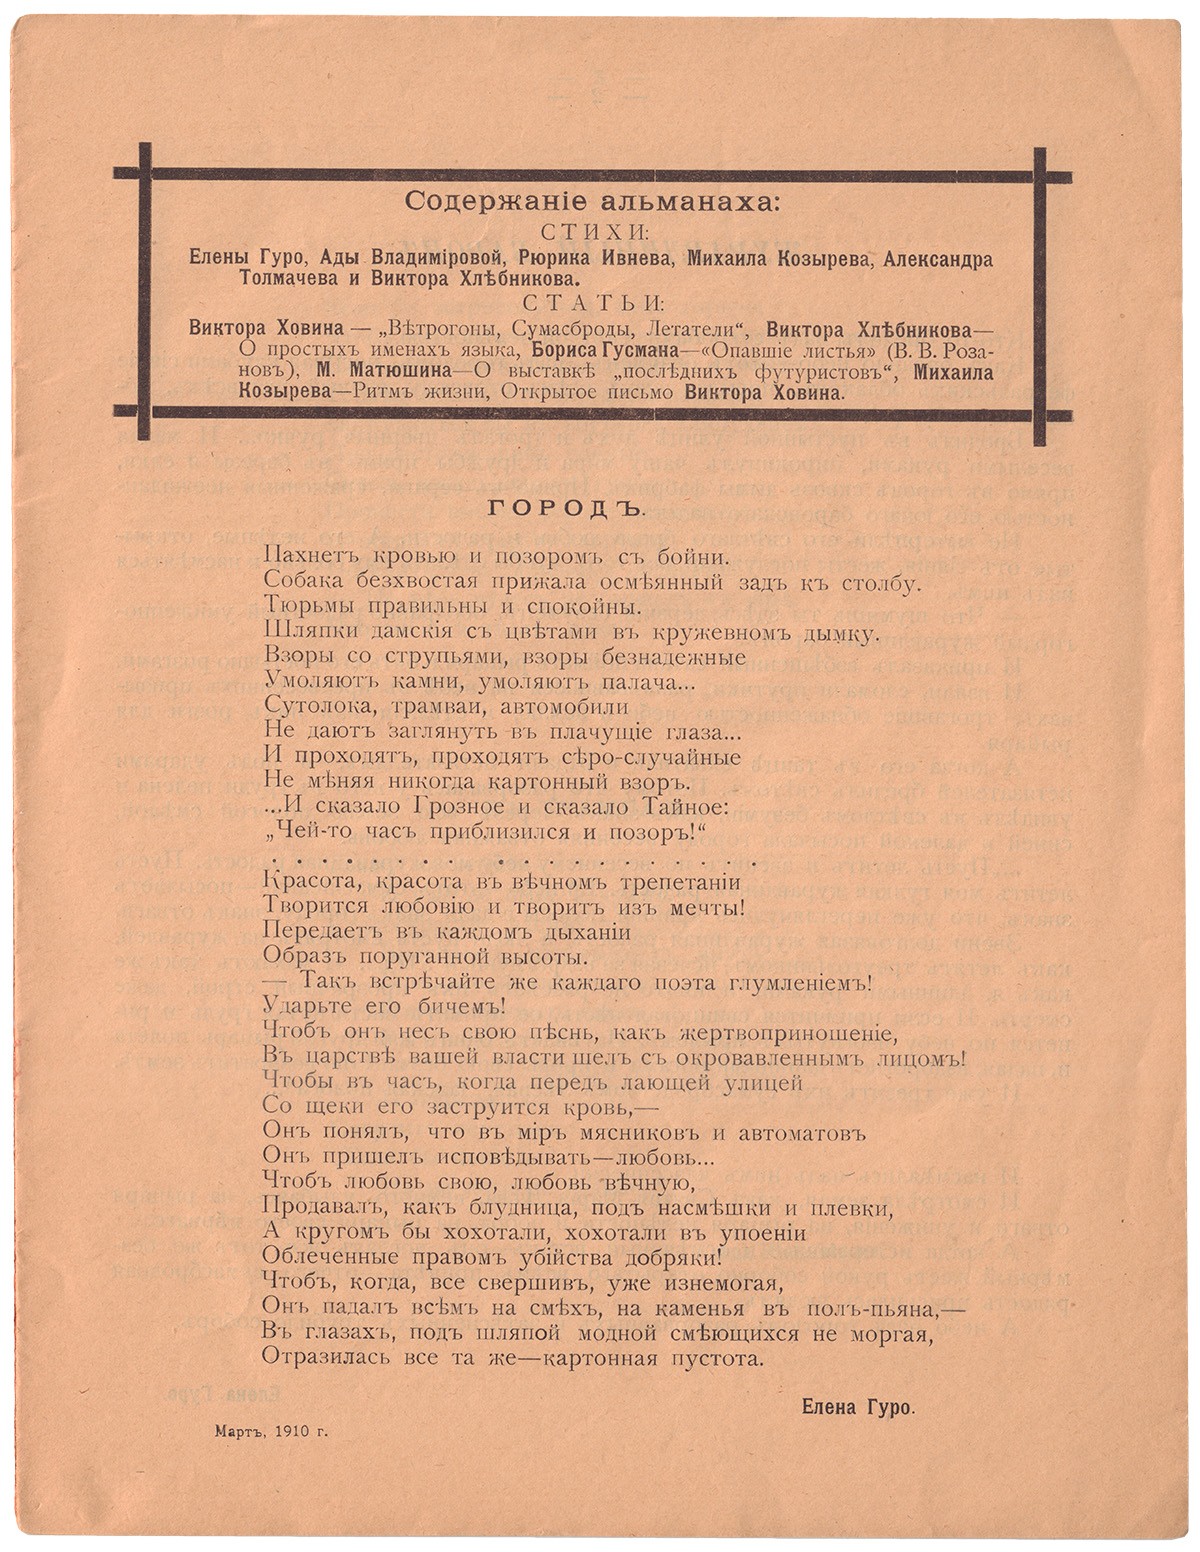 Содержаніе альманаха:
СТИХИ:
Елены Гуро, Ады Владиміровой, Рюрика Ивнева, Михаила Козырева, Александра
Толмачева и Виктора Хлѣбникова.
СТАТЬИ:
Виктора Ховина — „Вѣтрогоны, Сумасброды, Летатели“, Виктора Хлѣбникова—
О простыхъ именахъ языка, Бориса Гусмана—«Опавшіе листья» (В. В. Роза-
новъ), М. Матюшина—О выставкѣ „послѣднихъ футуристовъ“, Михаила
Козырева—Ритмъ жизни, Открытое письмо Виктора Ховина.
ГОРОДЪ.
Пахнетъ кровью и позоромъ съ бойни.
Собака безхвостая прижала осмѣянный задъ къ столбу.
Тюрьмы правильны и спокойны.
Шляпки дамскія съ цвѣтами въ кружевномъ дымку.
Взоры со струпьями, взоры безнадежные
Умоляютъ камни, умоляютъ палача...
Сутолока, трамваи, автомобили
Не даютъ заглянуть въ плачущіе глаза...
И проходятъ, проходятъ сѣро-случайные
Не мѣняя никогда картонный взоръ.
...И сказало Грозное и сказало Тайное:
„Чей-то часъ приблизился и позоръ!“
. . . . . . . . . . . . . . . . . . . .
Красота, красота въ вѣчномъ трепетаніи
Творится любовію и творитъ изъ мечты!
Передаетъ въ каждомъ дыханіи
Образъ поруганной высоты.
— Такъ встрѣчайте же каждаго поэта глумленіемъ!
Ударьте его бичемъ!
Чтобъ онъ несъ свою пѣснь, какъ жертвоприношеніе,
Въ царствѣ вашей власти шелъ съ окровавленнымъ лицомъ!
Чтобы въ часъ, когда передъ лающей улицей
Со щеки его заструится кровь,—
Онъ понялъ, что въ міръ мясниковъ и автоматовъ
Онъ пришелъ исповѣдывать—любовь...
Чтобъ любовь свою, любовь вѣчную,
Продавалъ, какъ блудница, подъ насмѣшки и плевки,
А кругомъ бы хохотали, хохотали въ упоеніи
Облеченные правомъ убійства добряки!
Чтобъ, когда, все свершивъ, уже изнемогая,
Онъ падалъ всѣмъ на смѣхъ, на каменья въ полъ-пьяна,—
Въ глазахъ, подъ шляпой модной смѣющихся не моргая,
Отразилась все та же—картонная пустота.
Елена Гуро.
Мартъ, 1910 г.